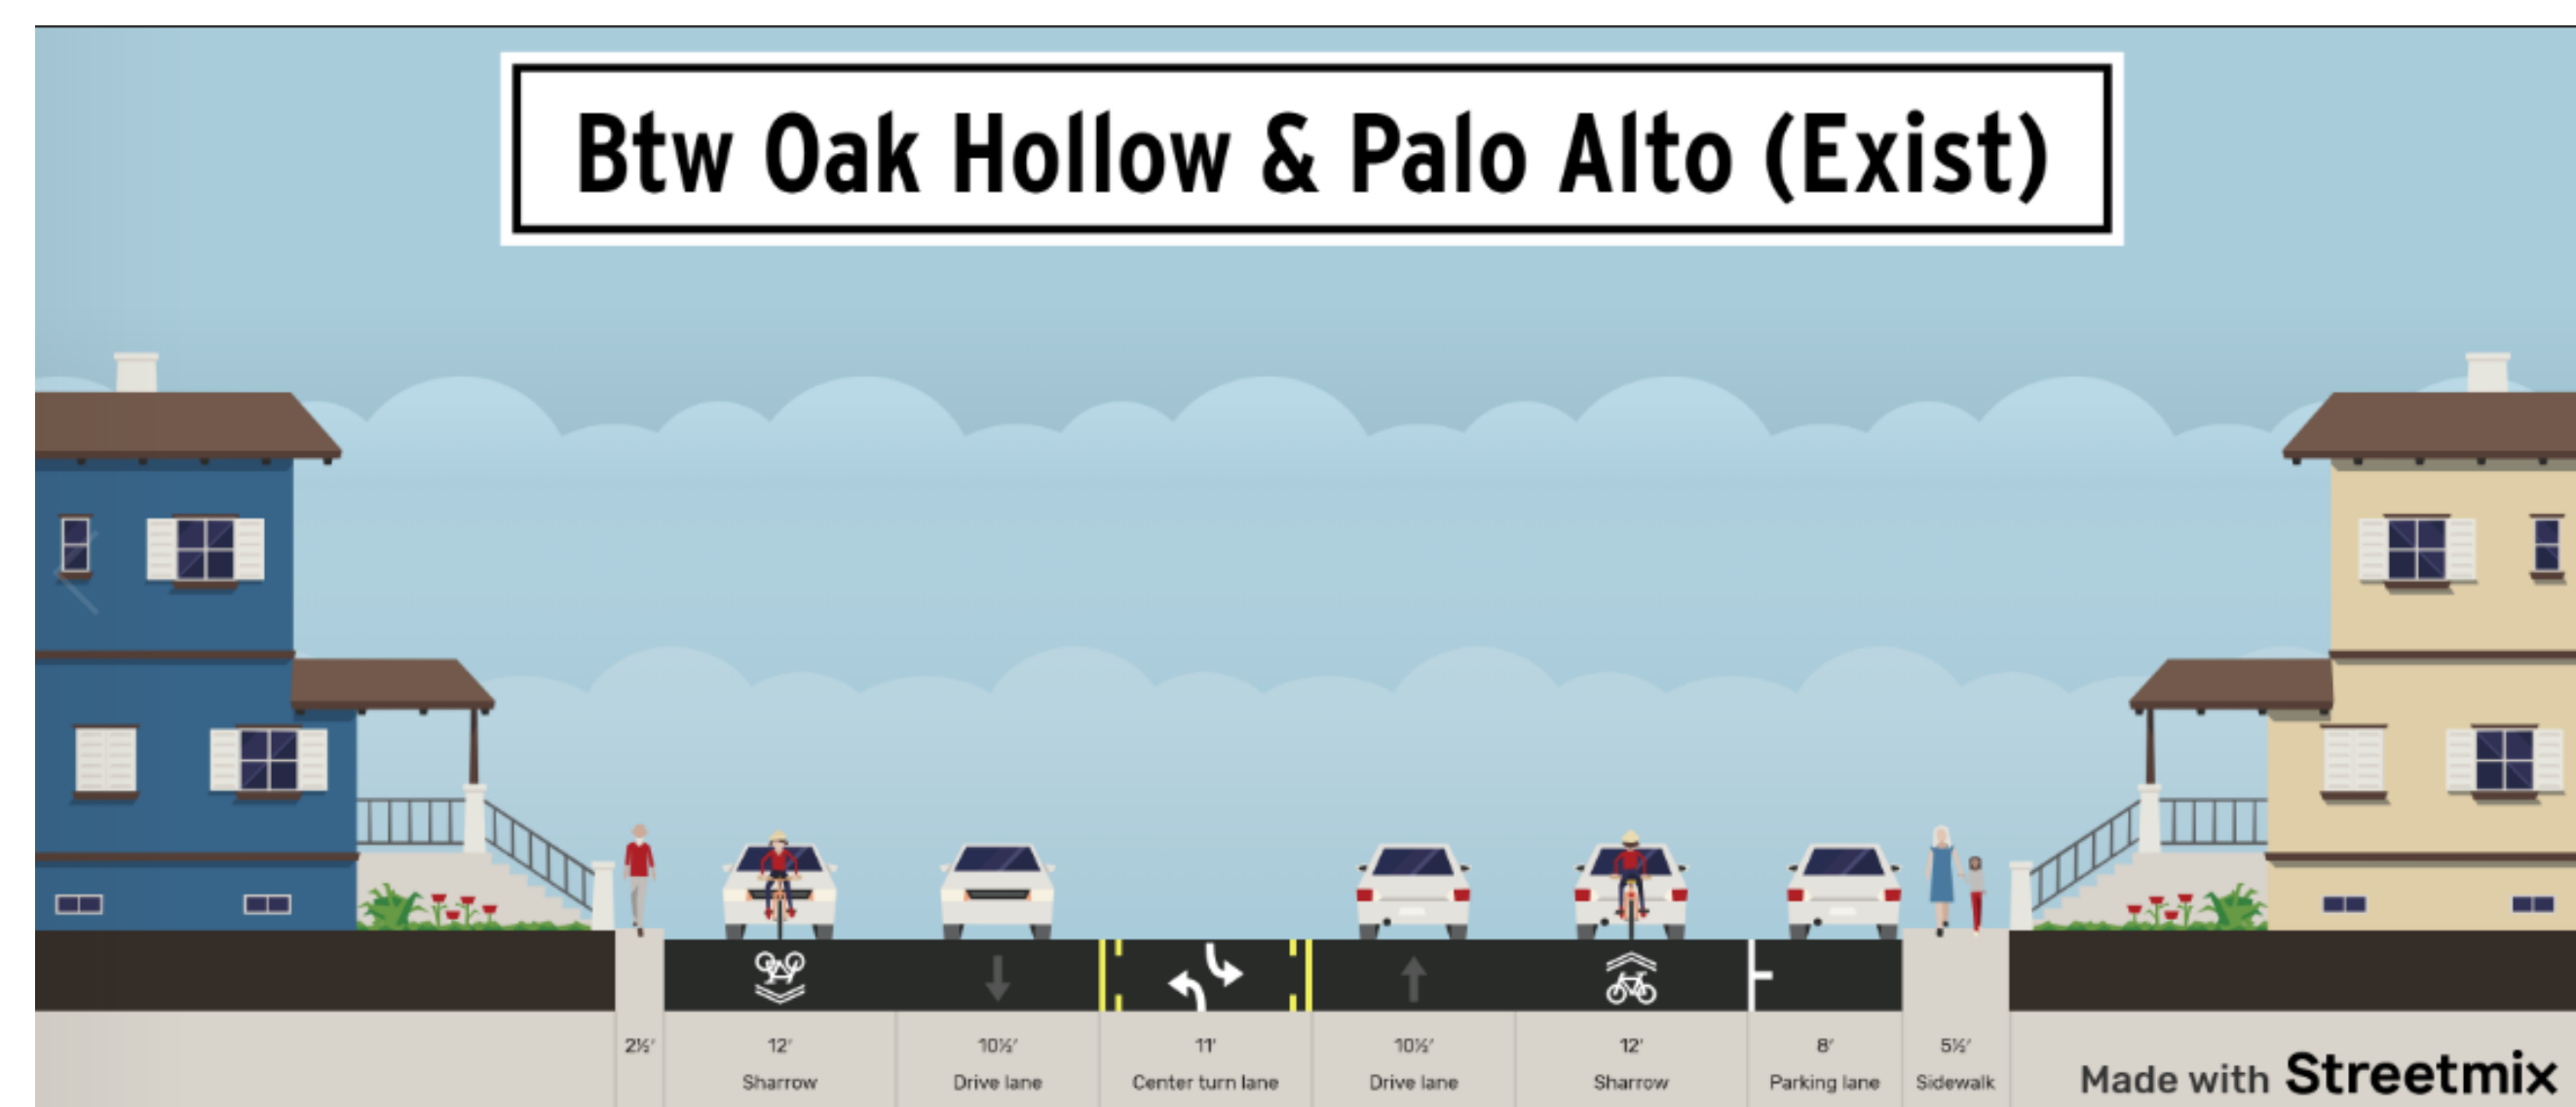 Btw Oak Hollow & Palo Alto (Exist)
2½' 12' 10½' 11' 10½' 12' 8' 5½'
Sharrow Drive lane Center turn lane Drive lane Sharrow Parking lane Sidewalk
Made with Streetmix